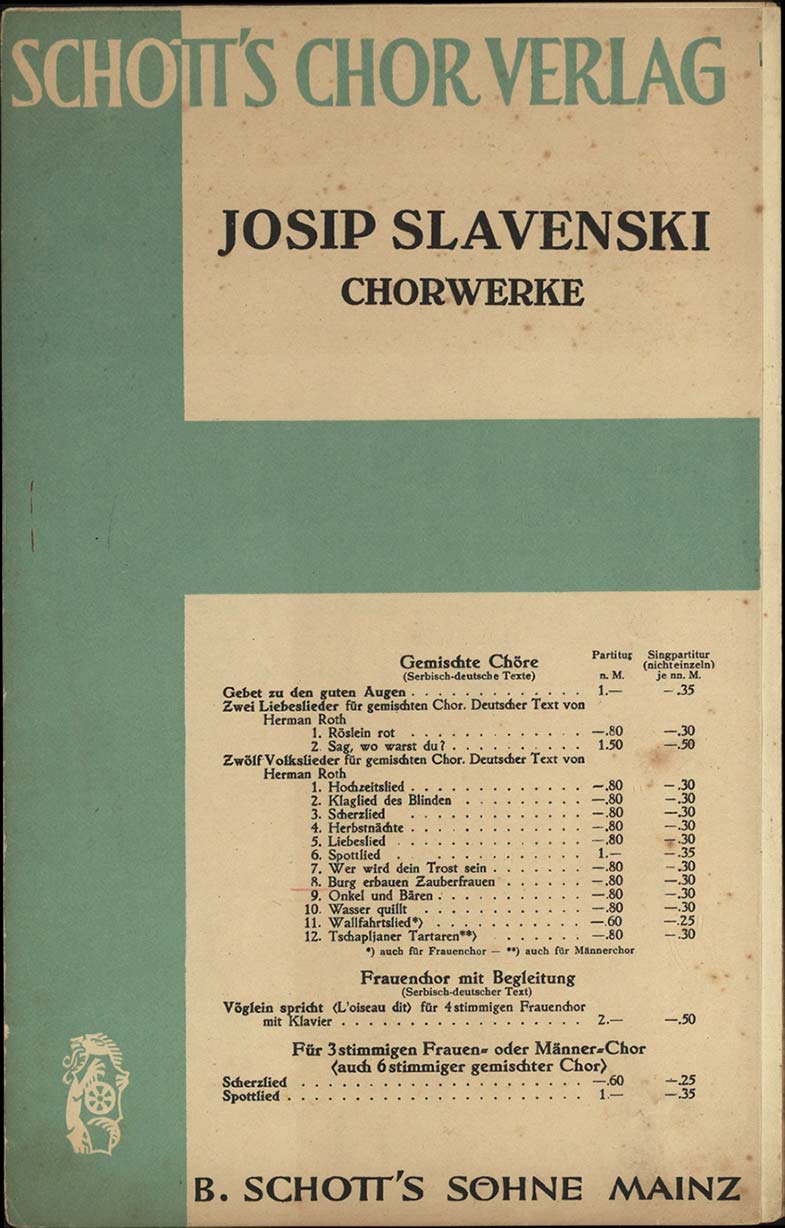 SCHOTT'S CHOR VERLAG
JOSIP SLAVENSKI
CHORWERKE
Gemischte Chöre Partitur Singpartitur
(nicht einzeln)
(Serbisch-deutsche Texte) n. M. je nn. M.
Gebet zu den guten Augen . . . . . . . . . . . . . 1.— —.35
Zwei Liebeslieder für gemischten Chor. Deutscher Text von
Herman Roth
1. Röslein rot . . . . . . . . . . . . . —.80 —.30
2. Sag, wo warst du? . . . . . . . . . . 1.50 —.50
Zwölf Volkslieder für gemischten Chor. Deutscher Text von
Herman Roth
1. Hochzeitslied . . . . . . . . . . . . . —.80 —.30
2. Klaglied des Blinden . . . . . . . . . —.80 —.30
3. Scherzlied . . . . . . . . . . . . . —.80 —.30
4. Herbstnächte . . . . . . . . . . . . . —.80 —.30
5. Liebeslied . . . . . . . . . . . . . . —.80 —.30
6. Spottlied . . . . . . . . . . . . . . 1.— —.35
7. Wer wird dein Trost sein . . . . . . . —.80 —.30
8. Burg erbauen Zauberfrauen . . . . . . —.80 —.30
9. Onkel und Bären . . . . . . . . . . . —.80 —.30
10. Wasser quillt . . . . . . . . . . . . —.80 —.30
11. Wallfahrtslied*) . . . . . . . . . . . —.60 —.25
12. Tschapljaner Tartaren**) . . . . . . —.80 —.30
*) auch für Frauenchor — **) auch für Männerchor
Frauenchor mit Begleitung
(Serbisch-deutscher Text)
Vöglein spricht (L'oiseau dit) für 4stimmigen Frauenchor
mit Klavier . . . . . . . . . . . . . . . . . . 2.— —.50
Für 3stimmigen Frauen- oder Männer-Chor
(auch 6stimmiger gemischter Chor)
Scherzlied . . . . . . . . . . . . . . . . . . . . . —.60 —.25
Spottlied . . . . . . . . . . . . . . . . . . . . . . 1.— —.35
B. SCHOTT'S SÖHNE MAINZ